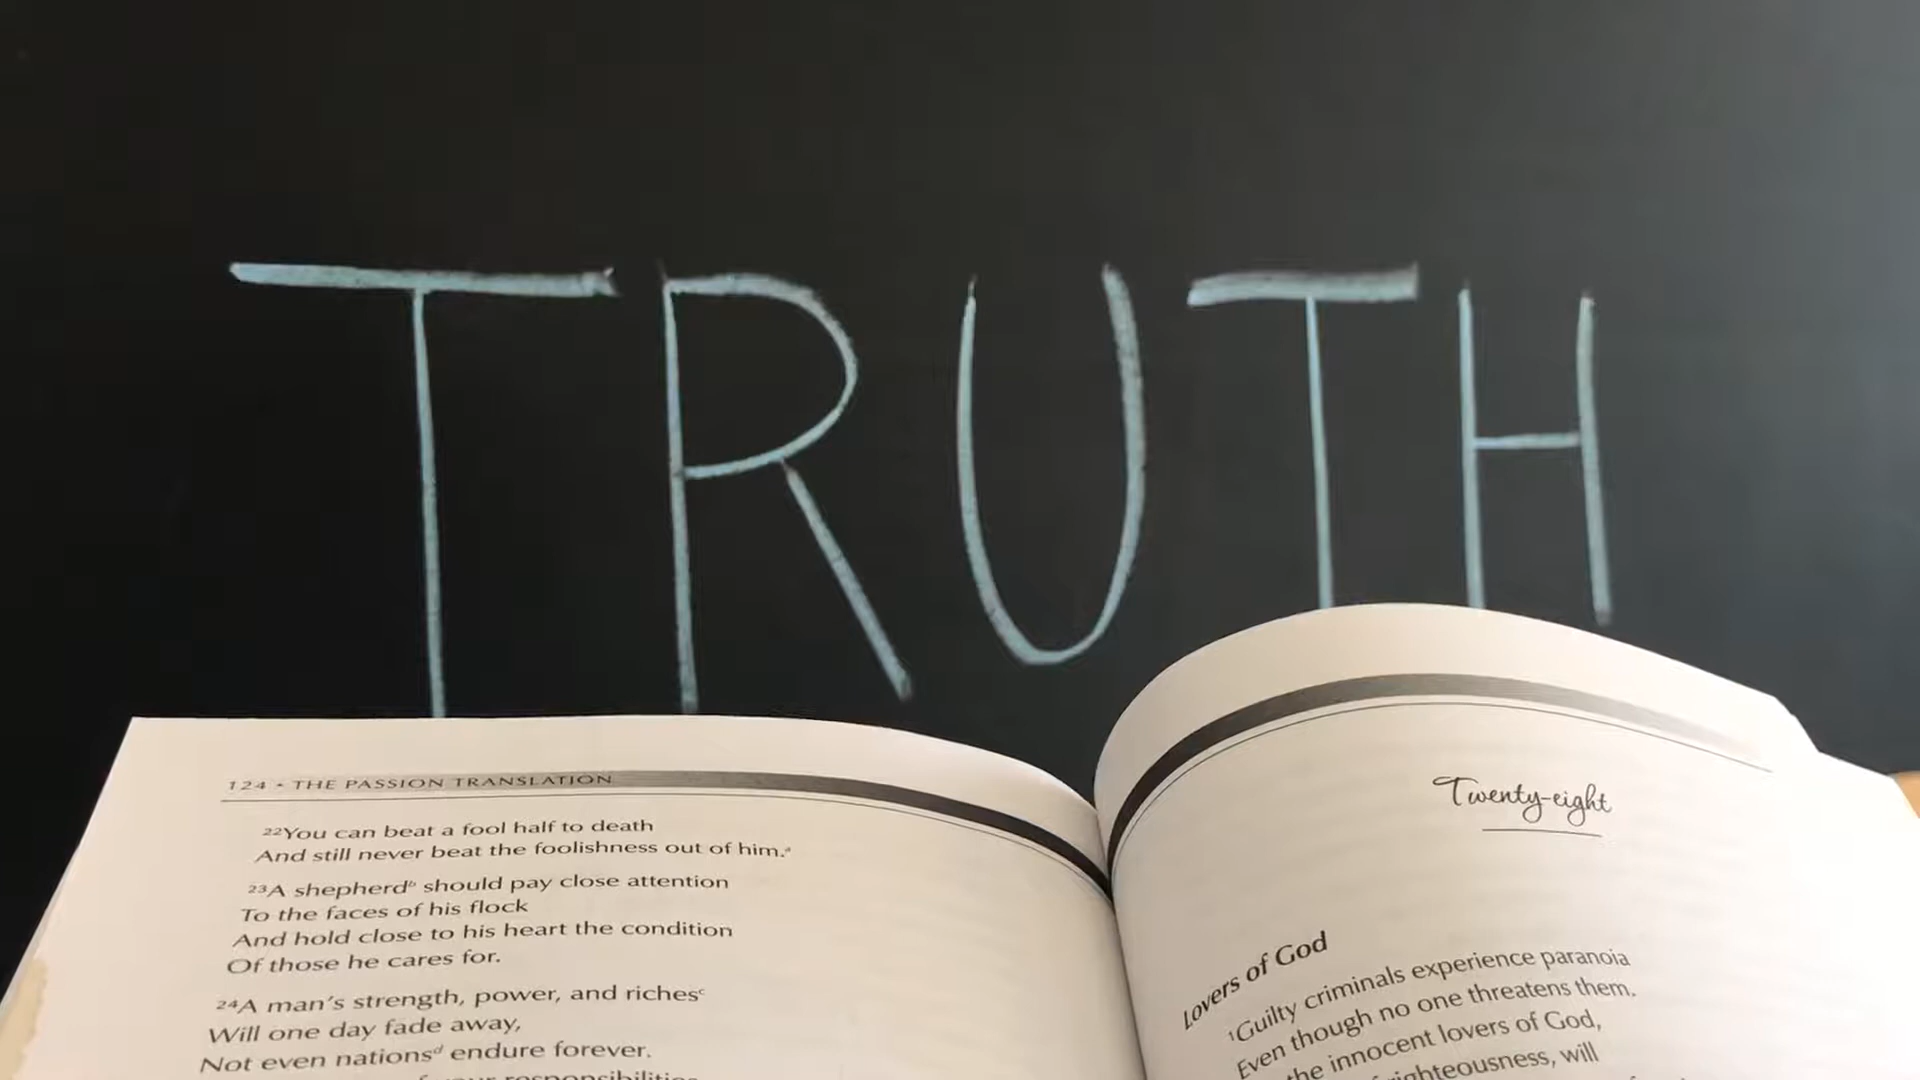 TRUTH
124 • THE PASSION TRANSLATION
22You can beat a fool half to death
And still never beat the foolishness out of him.a
23A shepherdb should pay close attention
To the faces of his flock
And hold close to his heart the condition
Of those he cares for.
24A man's strength, power, and richesc
Will one day fade away,
Not even nationsd endure forever.
responsibilities
Twenty-eight
Lovers of God
1Guilty criminals experience paranoia
Even though no one threatens them.
the innocent lovers of God,
righteousness, will